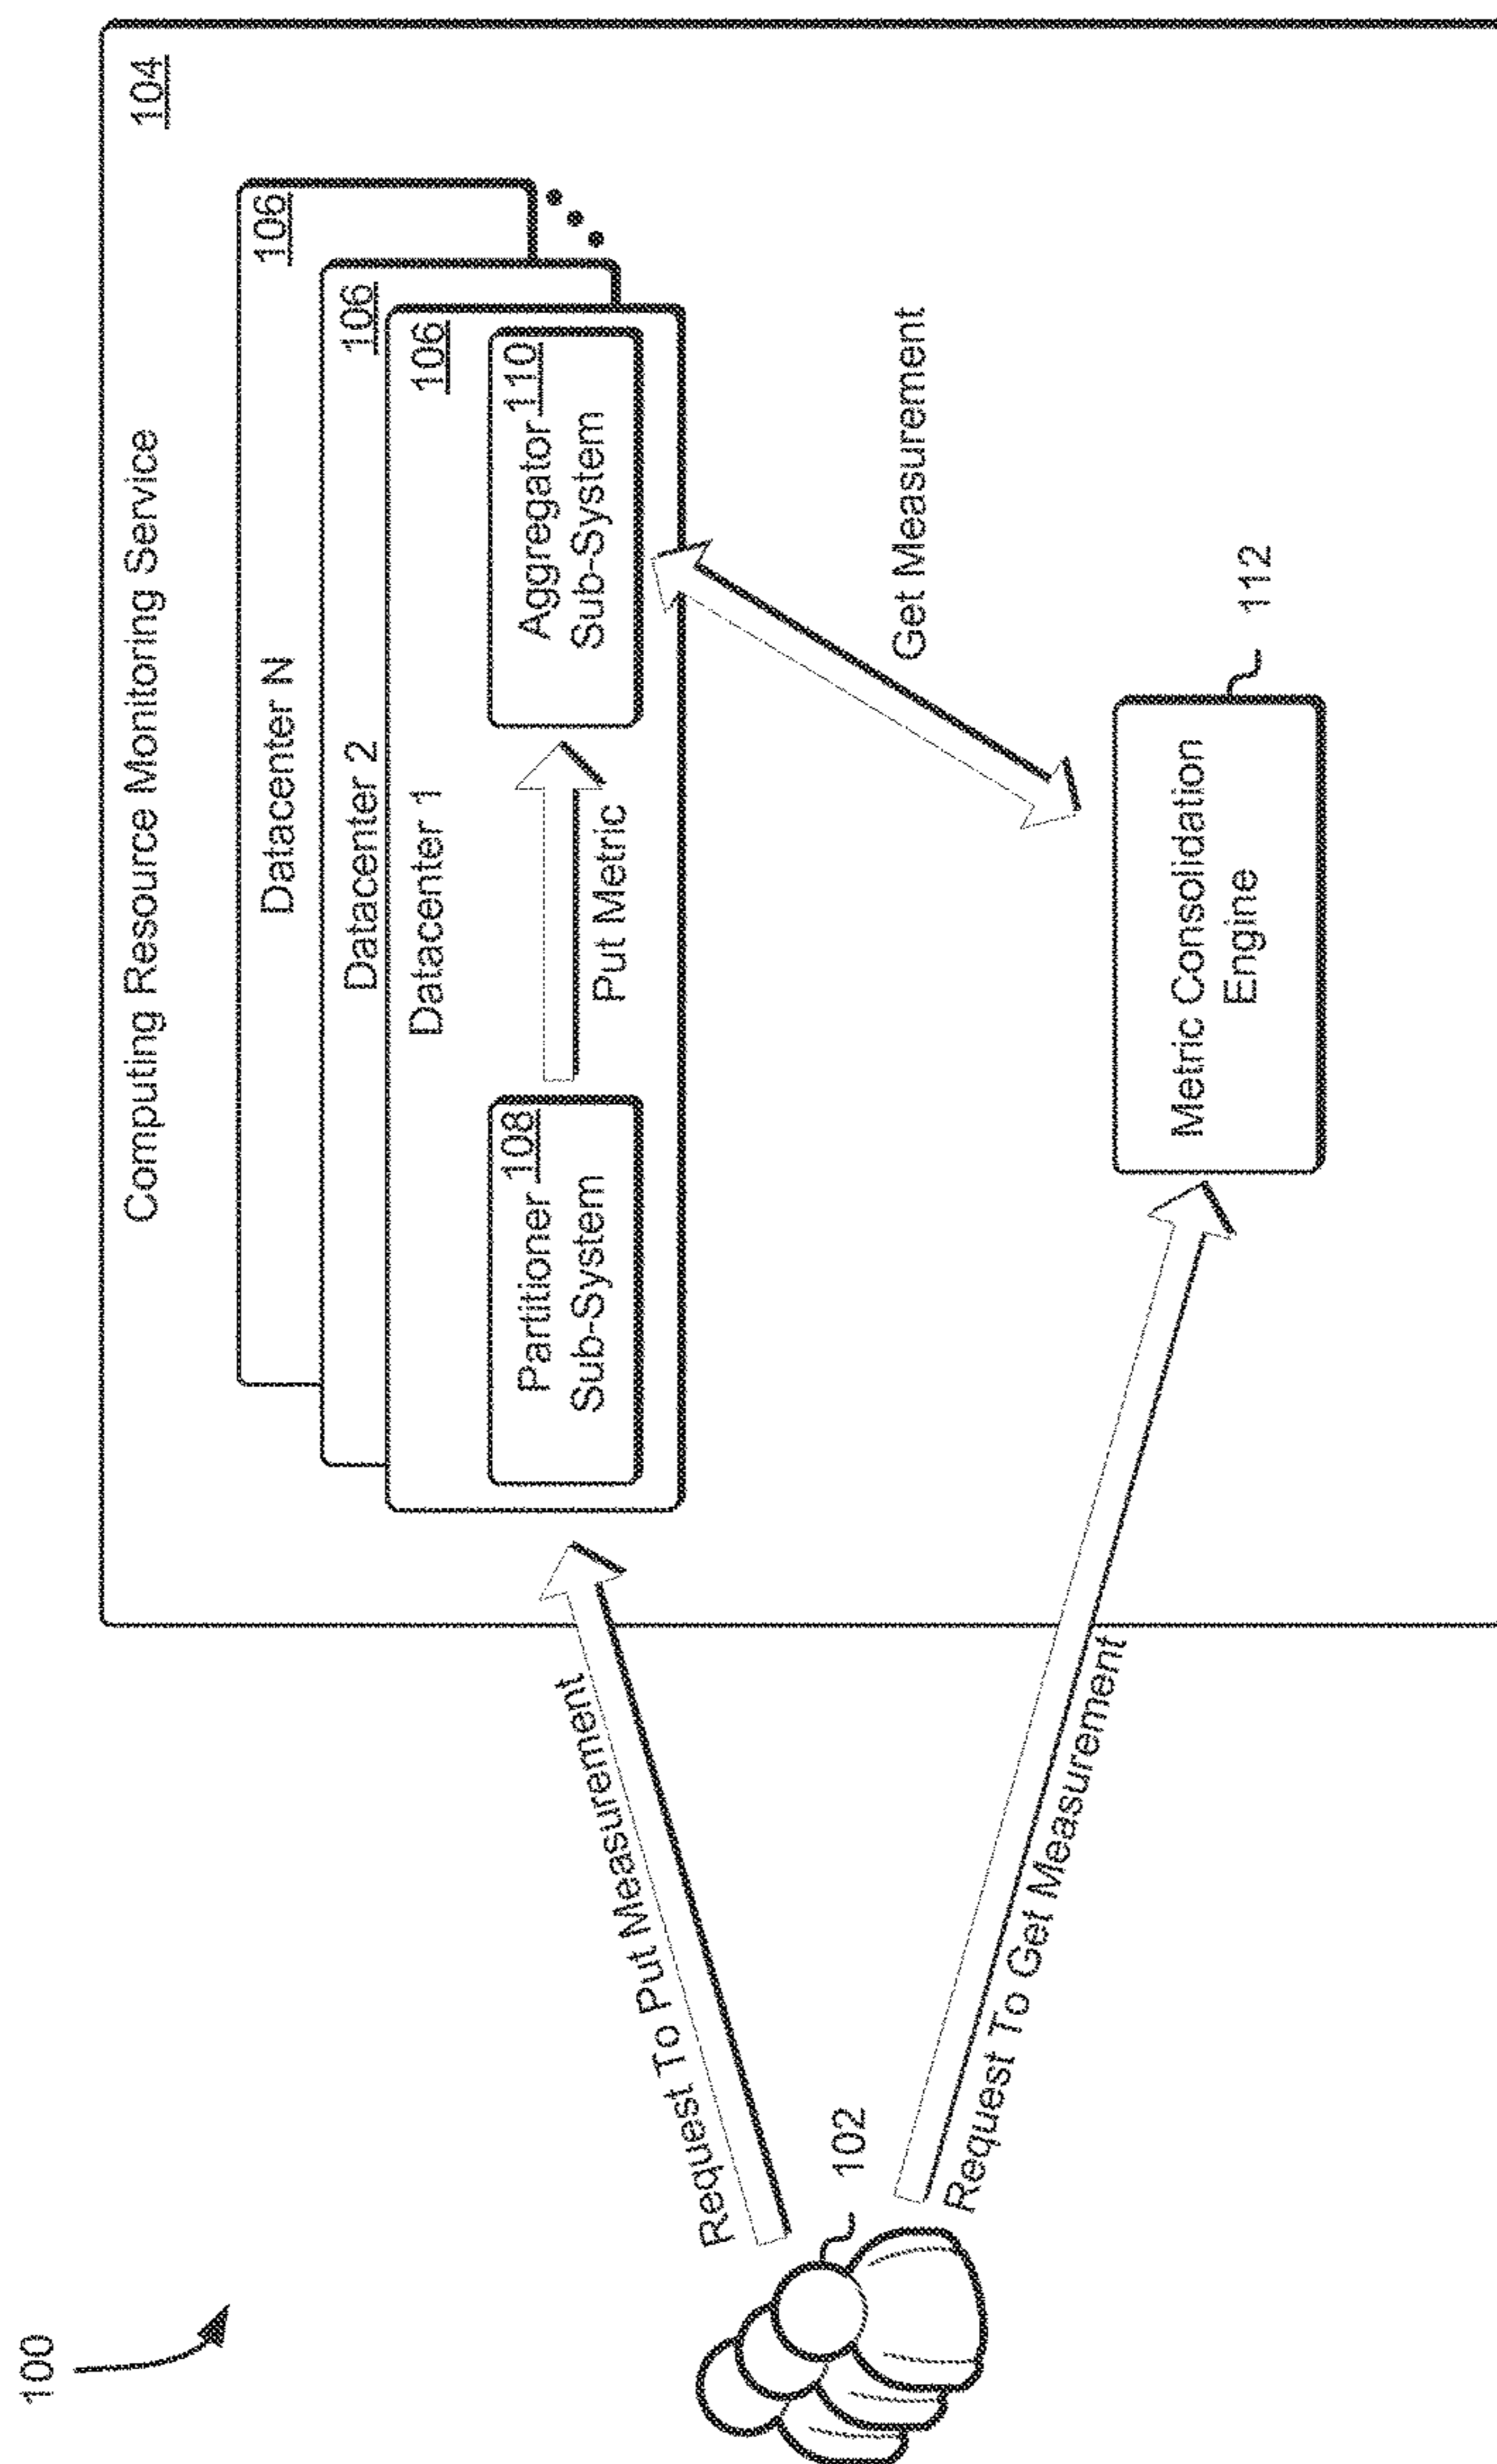 100
Computing Resource Monitoring Service
104
Datacenter N
106
Datacenter 2
106
Datacenter 1
106
Partitioner 108
Sub-System
Put Metric
Aggregator 110
Sub-System
Request To Put Measurement
102
Request To Get Measurement
Get Measurement
Metric Consolidation
Engine
112